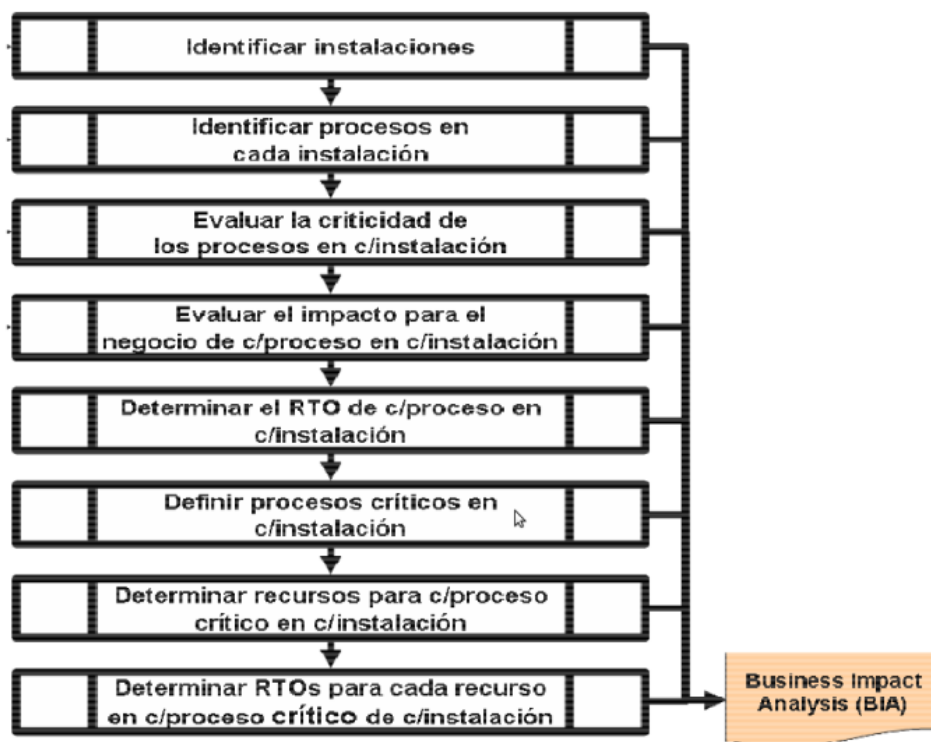 Identificar instalaciones
Identificar procesos en
cada instalación
Evaluar la criticidad de
los procesos en c/instalación
Evaluar el impacto para el
negocio de c/proceso en c/instalación
Determinar el RTO de c/proceso en
c/instalación
Definir procesos críticos en
c/instalación
Determinar recursos para c/proceso
crítico en c/instalación
Determinar RTOs para cada recurso
en c/proceso crítico de c/instalación
Business Impact
Analysis (BIA)